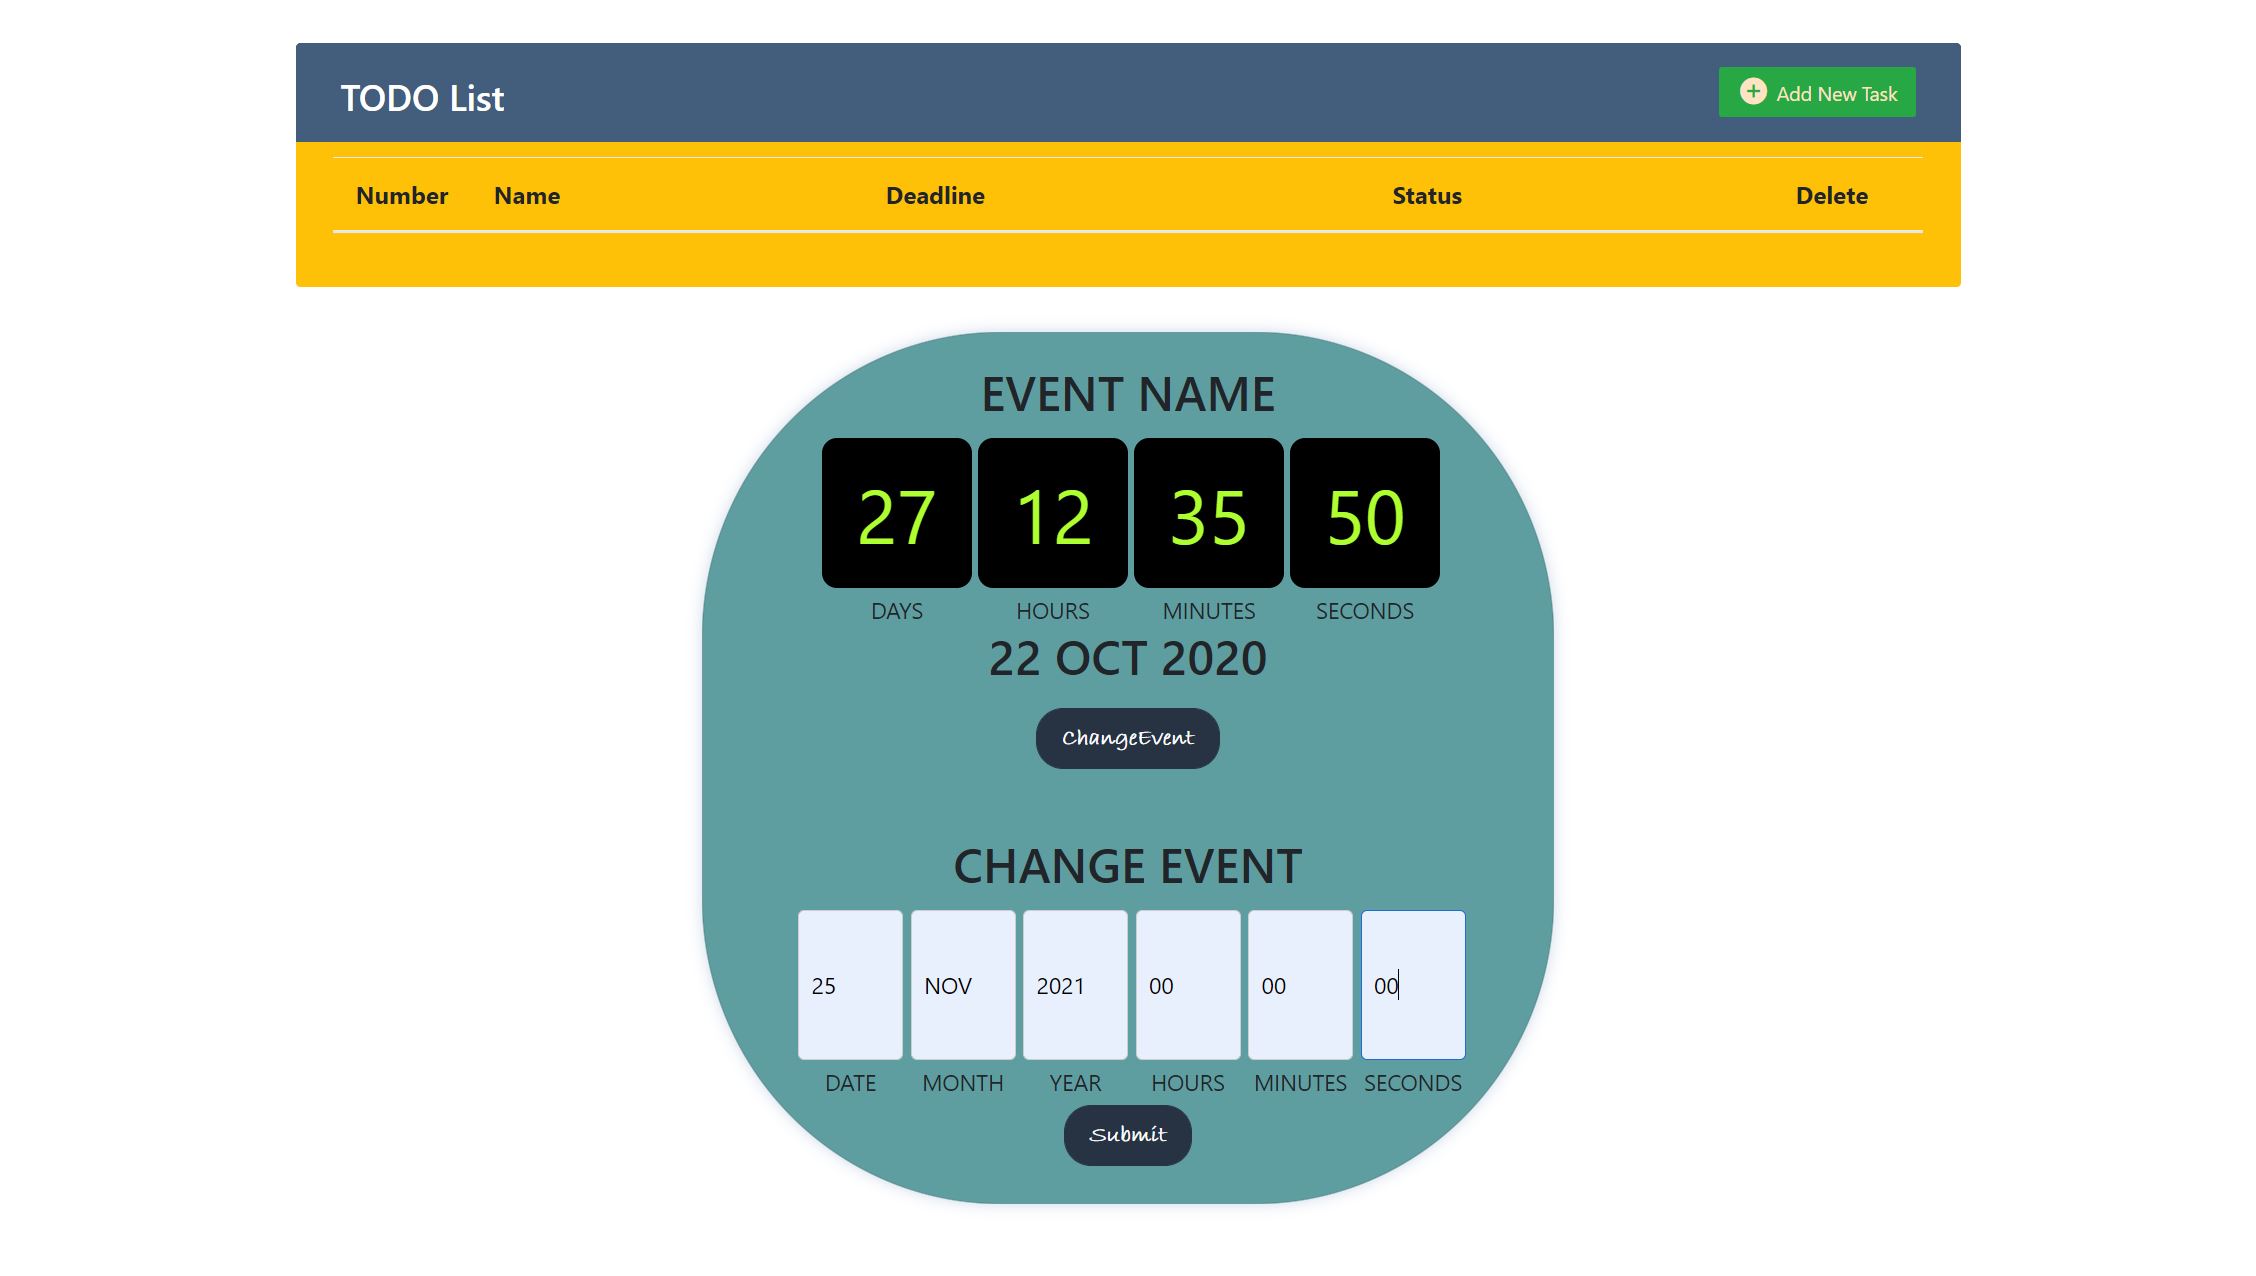 TODO List
Add New Task
Number Name Deadline Status Delete
EVENT NAME
27 12 35 50
DAYS HOURS MINUTES SECONDS
22 OCT 2020
ChangeEvent
CHANGE EVENT
25 NOV 2021 00 00 00
DATE MONTH YEAR HOURS MINUTES SECONDS
Submit